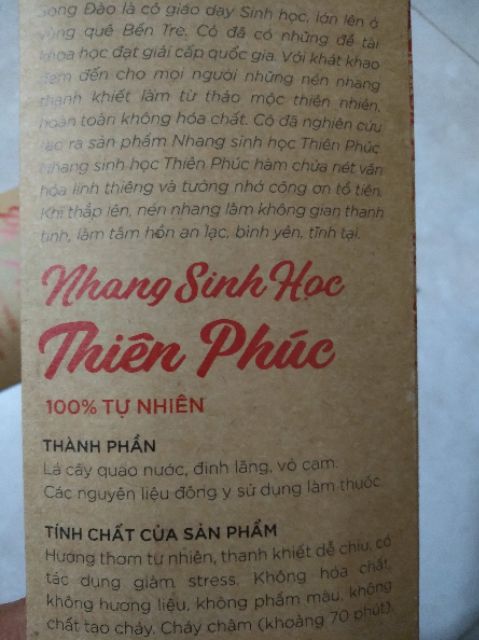 Song Đào là cô giáo dạy Sinh học, lớn lên ở
vùng quê Bến Tre. Cô đã có những đề tài
khoa học đạt giải cấp quốc gia. Với khát khao
đem đến cho mọi người những nén nhang
thanh khiết làm từ thảo mộc thiên nhiên,
hoàn toàn không hóa chất. Cô đã nghiên cứu
tạo ra sản phẩm Nhang sinh học Thiên Phúc
Nhang sinh học Thiên Phúc hàm chứa nét văn
hóa linh thiêng và tưởng nhớ công ơn tổ tiên.
Khi thắp lên, nén nhang làm không gian thanh
tịnh, làm tâm hồn an lạc, bình yên, tĩnh tại.
Nhang Sinh Học
Thiên Phúc
100% TỰ NHIÊN
THÀNH PHẦN
Lá cây quao nước, đinh lăng, vỏ cam.
Các nguyên liệu đông y sử dụng làm thuốc.
TÍNH CHẤT CỦA SẢN PHẨM
Hương thơm tự nhiên, thanh khiết dễ chịu, có
tác dụng giảm stress. Không hóa chất,
không hương liệu, không phẩm màu, không
chất tạo cháy. Cháy chậm (khoảng 70 phút).